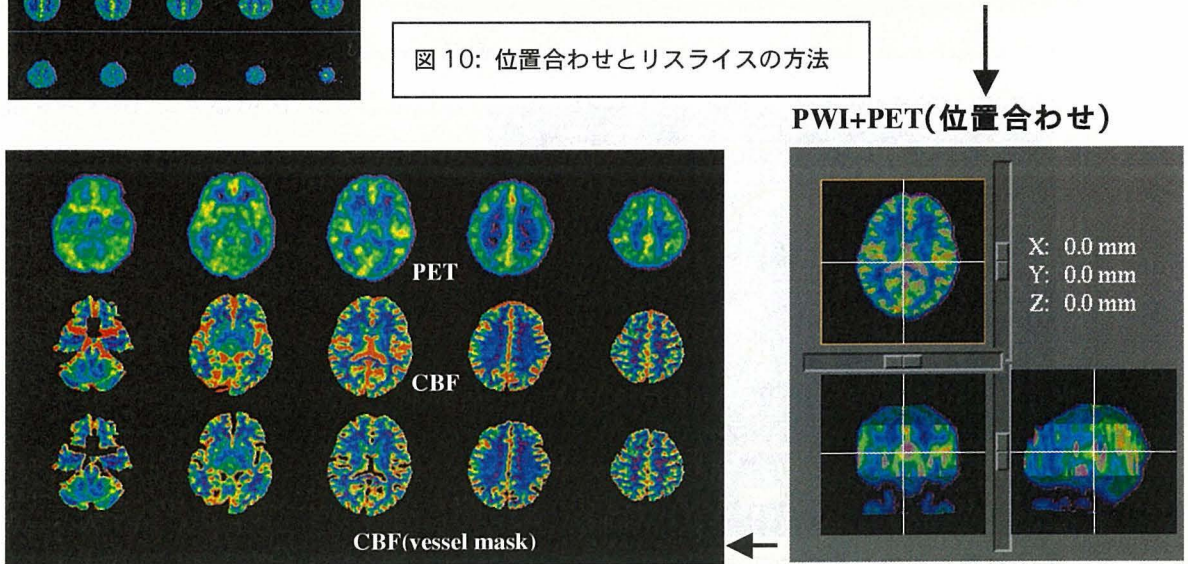 図 10: 位置合わせとリスライスの方法
PWI+PET(位置合わせ)
PET
CBF
CBF(vessel mask)
X: 0.0 mm
Y: 0.0 mm
Z: 0.0 mm